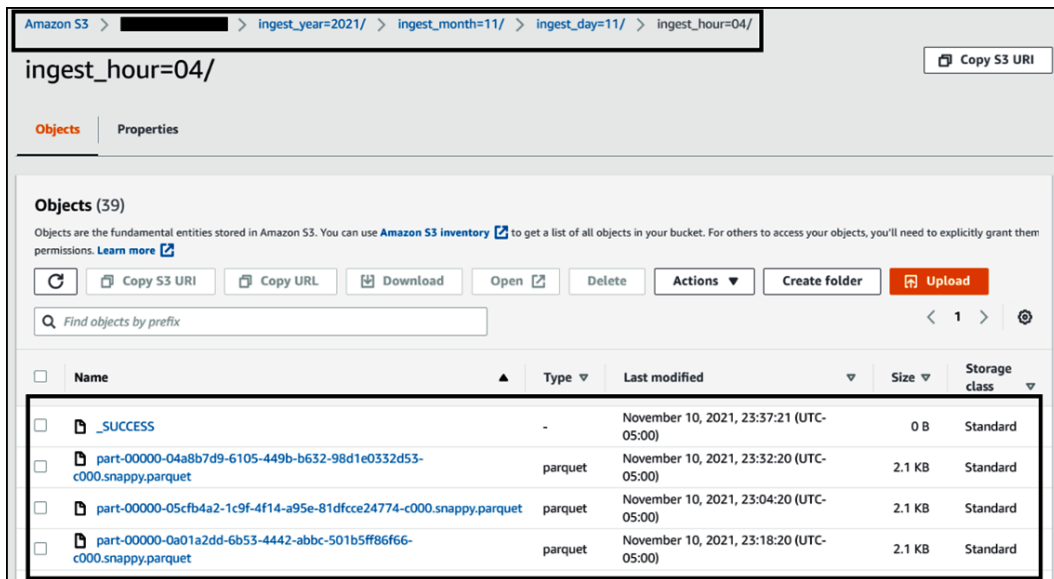 Amazon S3 > > ingest_year=2021/ > ingest_month=11/ > ingest_day=11/ > ingest_hour=04/
ingest_hour=04/
Copy S3 URI
Objects Properties
Objects (39)
Objects are the fundamental entities stored in Amazon S3. You can use Amazon S3 inventory to get a list of all objects in your bucket. For others to access your objects, you'll need to explicitly grant them
permissions. Learn more
Copy S3 URI Copy URL Download Open Delete Actions Create folder Upload
Find objects by prefix
< 1 >
Name Type Last modified Size Storage
class
_SUCCESS - November 10, 2021, 23:37:21 (UTC-
05:00) 0 B Standard
part-00000-04a8b7d9-6105-449b-b632-98d1e0332d53-
c000.snappy.parquet parquet November 10, 2021, 23:32:20 (UTC-
05:00) 2.1 KB Standard
part-00000-05cfb4a2-1c9f-4f14-a95e-81dfcce24774-c000.snappy.parquet parquet November 10, 2021, 23:04:20 (UTC-
05:00) 2.1 KB Standard
part-00000-0a01a2dd-6b53-4442-abbc-501b5ff86f66-
c000.snappy.parquet parquet November 10, 2021, 23:18:20 (UTC-
05:00) 2.1 KB Standard